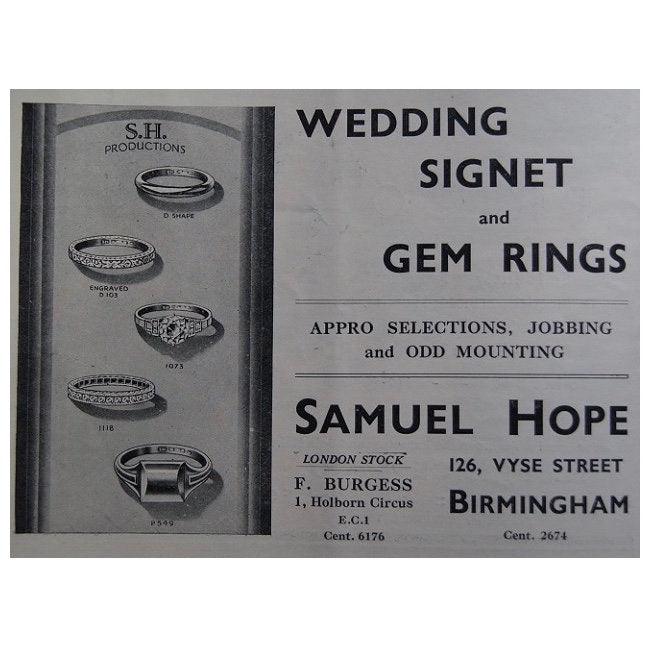 S.H.
PRODUCTIONS
D SHAPE
ENGRAVED
D 103
1073
1118
P 549
WEDDING
SIGNET
and
GEM RINGS
APPRO SELECTIONS, JOBBING
and ODD MOUNTING
SAMUEL HOPE
LONDON STOCK
F. BURGESS
1, Holborn Circus
E.C.1
Cent. 6176
126, VYSE STREET
BIRMINGHAM
Cent. 2674